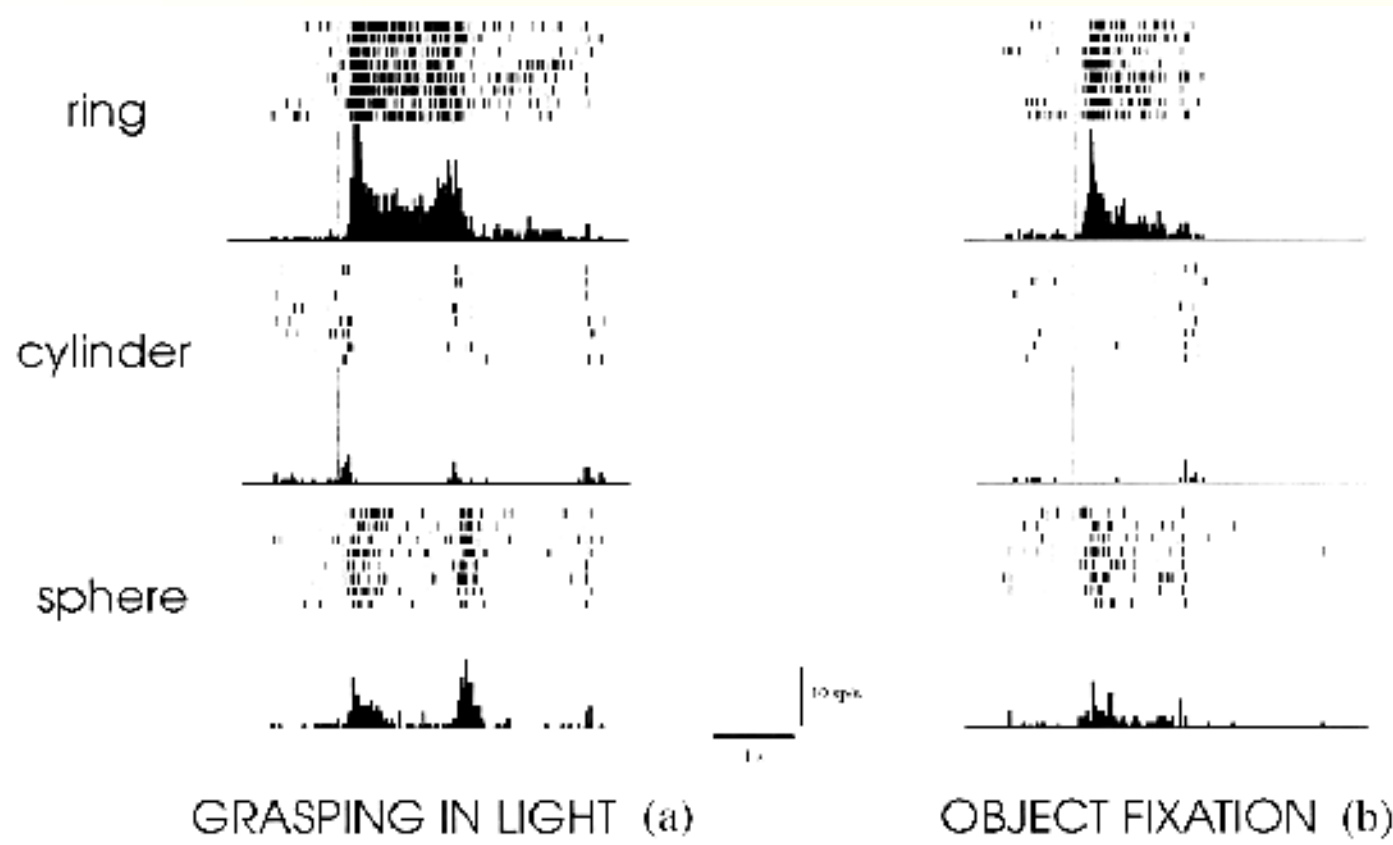 ring
cylinder
sphere
GRASPING IN LIGHT (a)
OBJECT FIXATION (b)